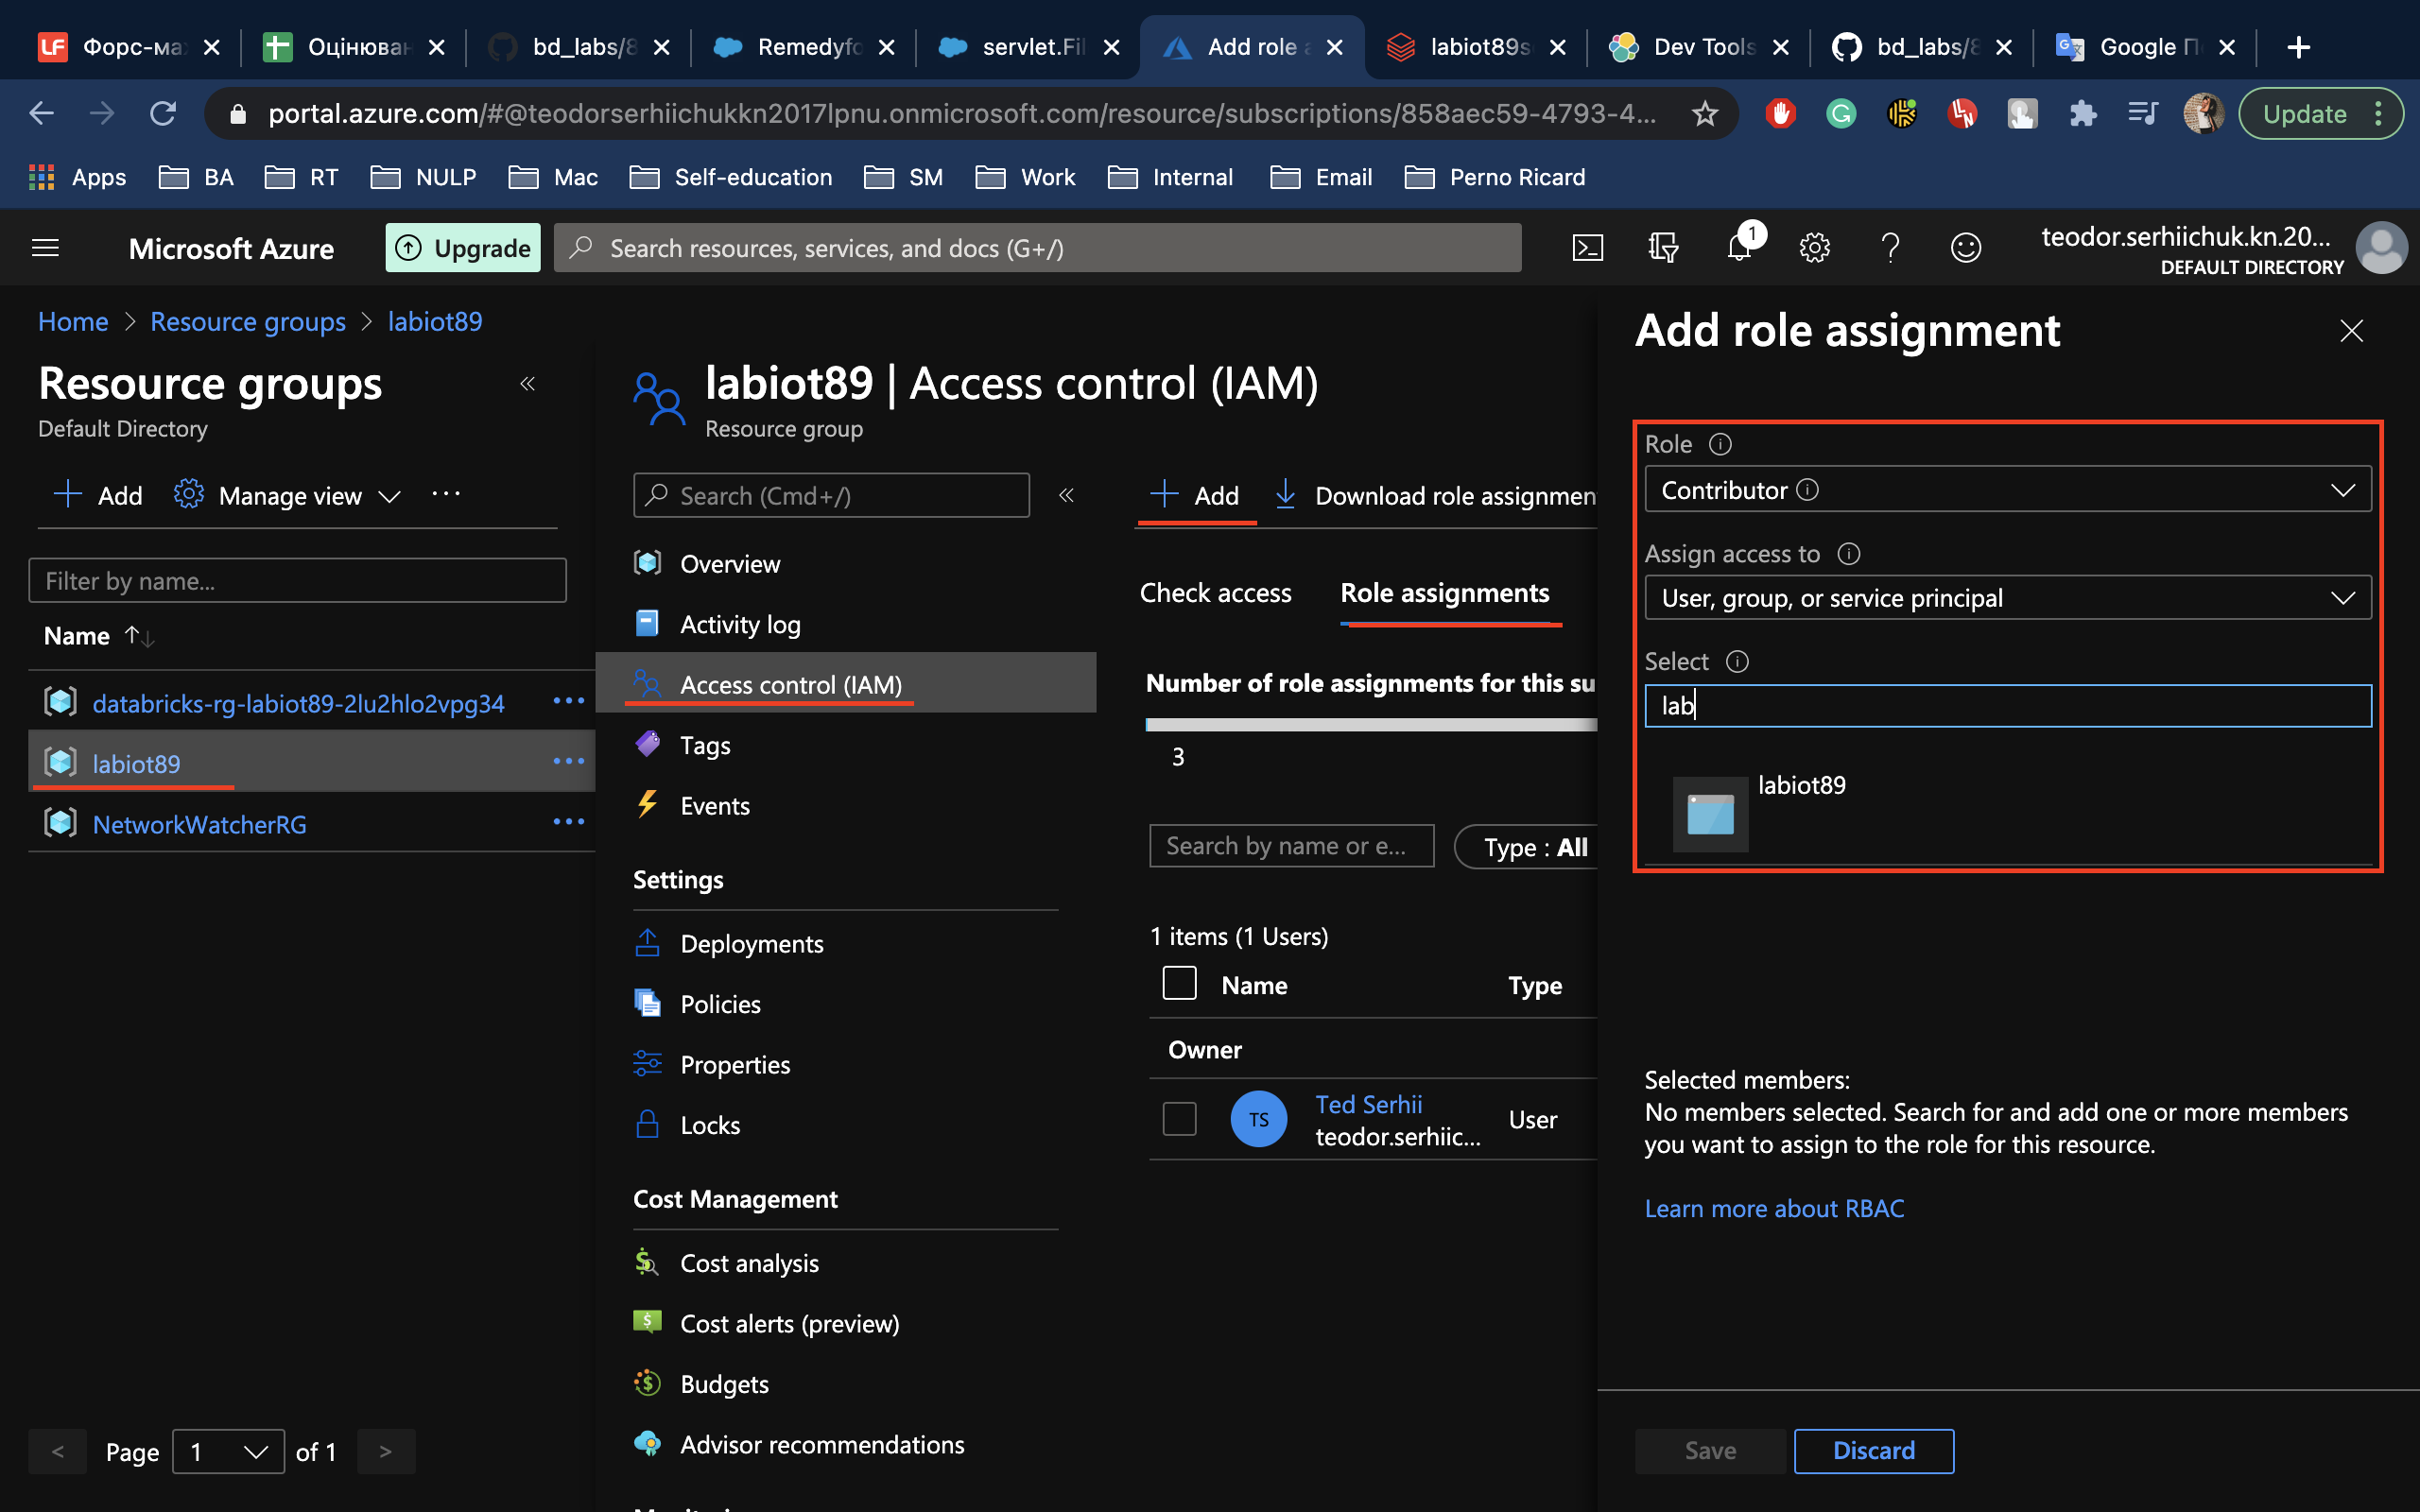 LF Форс-ма
Оцінюван
bd_labs/8
Remedyfo
servlet.Fil
Add role a
labiot89s
Dev Tools
bd_labs/8
Google П
portal.azure.com/#@teodorserhiichukkn2017lpnu.onmicrosoft.com/resource/subscriptions/858aec59-4793-4...
Update
Apps
BA
RT
NULP
Mac
Self-education
SM
Work
Internal
Email
Perno Ricard
Microsoft Azure
Upgrade
Search resources, services, and docs (G+/)
1
teodor.serhiichuk.kn.20...
DEFAULT DIRECTORY
Home > Resource groups > labiot89
Resource groups
Default Directory
Add
Manage view
Filter by name...
Name
databricks-rg-labiot89-2lu2hlo2vpg34
labiot89
NetworkWatcherRG
< Page 1 of 1 >
labiot89 | Access control (IAM)
Resource group
Search (Cmd+/)
Overview
Activity log
Access control (IAM)
Tags
Events
Settings
Deployments
Policies
Properties
Locks
Cost Management
Cost analysis
Cost alerts (preview)
Budgets
Advisor recommendations
Add
Download role assignmen
Check access
Role assignments
Number of role assignments for this su
3
Search by name or e...
Type : All
1 items (1 Users)
Name
Type
Owner
TS
Ted Serhii
teodor.serhiic...
User
Add role assignment
Role
Contributor
Assign access to
User, group, or service principal
Select
lab
labiot89
Selected members:
No members selected. Search for and add one or more members
you want to assign to the role for this resource.
Learn more about RBAC
Save
Discard